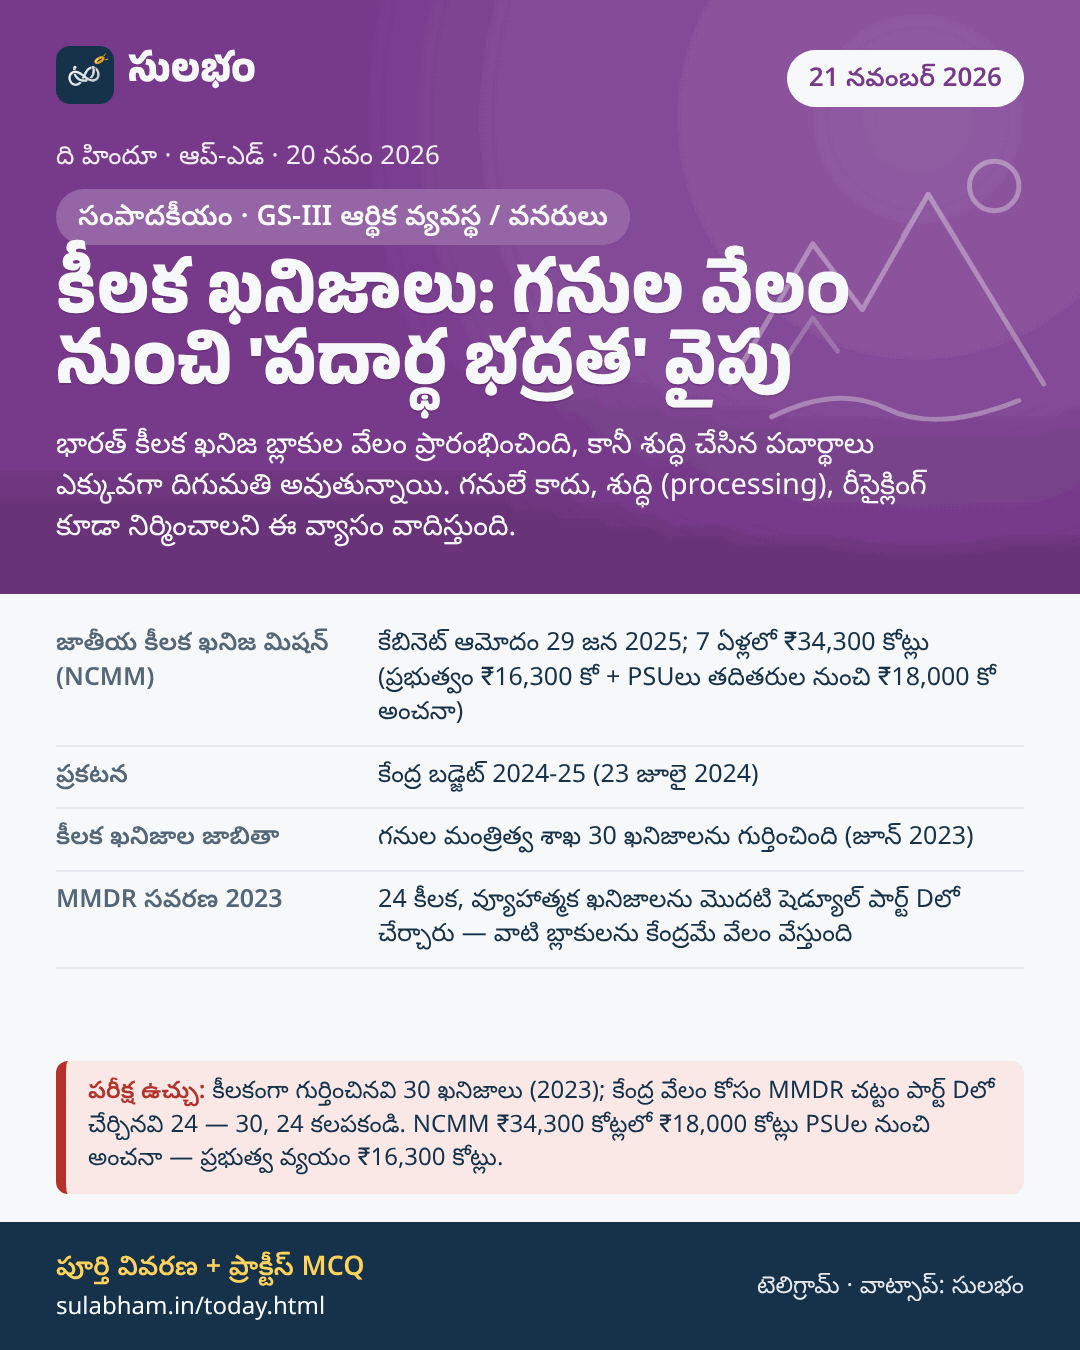 సులభం
21 నవంబర్ 2026
ది హిందూ · ఆప్-ఎడ్ · 20 నవం 2026
సంపాదకీయం · GS-III ఆర్థిక వ్యవస్థ / వనరులు
కీలక ఖనిజాలు: గనుల వేలం
నుంచి 'పదార్థ భద్రత' వైపు
భారత్ కీలక ఖనిజ బ్లాకుల వేలం ప్రారంభించింది, కానీ శుద్ధి చేసిన పదార్థాలు
ఎక్కువగా దిగుమతి అవుతున్నాయి. గనులే కాదు, శుద్ధి (processing), రీసైక్లింగ్
కూడా నిర్మించాలని ఈ వ్యాసం వాదిస్తుంది.
జాతీయ కీలక ఖనిజ మిషన్
(NCMM)
కేబినెట్ ఆమోదం 29 జన 2025; 7 ఏళ్లలో ₹34,300 కోట్లు
(ప్రభుత్వం ₹16,300 కో + PSUలు తదితరుల నుంచి ₹18,000 కో
అంచనా)
ప్రకటన
కేంద్ర బడ్జెట్ 2024-25 (23 జూలై 2024)
కీలక ఖనిజాల జాబితా
గనుల మంత్రిత్వ శాఖ 30 ఖనిజాలను గుర్తించింది (జూన్ 2023)
MMDR సవరణ 2023
24 కీలక, వ్యూహాత్మక ఖనిజాలను మొదటి షెడ్యూల్ పార్ట్ Dలో
చేర్చారు — వాటి బ్లాకులను కేంద్రమే వేలం వేస్తుంది
పరీక్ష ఉచ్చు: కీలకంగా గుర్తించినవి 30 ఖనిజాలు (2023); కేంద్ర వేలం కోసం MMDR చట్టం పార్ట్ Dలో
చేర్చినవి 24 — 30, 24 కలపకండి. NCMM ₹34,300 కోట్లలో ₹18,000 కోట్లు PSUల నుంచి
అంచనా — ప్రభుత్వ వ్యయం ₹16,300 కోట్లు.
పూర్తి వివరణ + ప్రాక్టీస్ MCQ
sulabham.in/today.html
టెలిగ్రామ్ · వాట్సాప్: సులభం